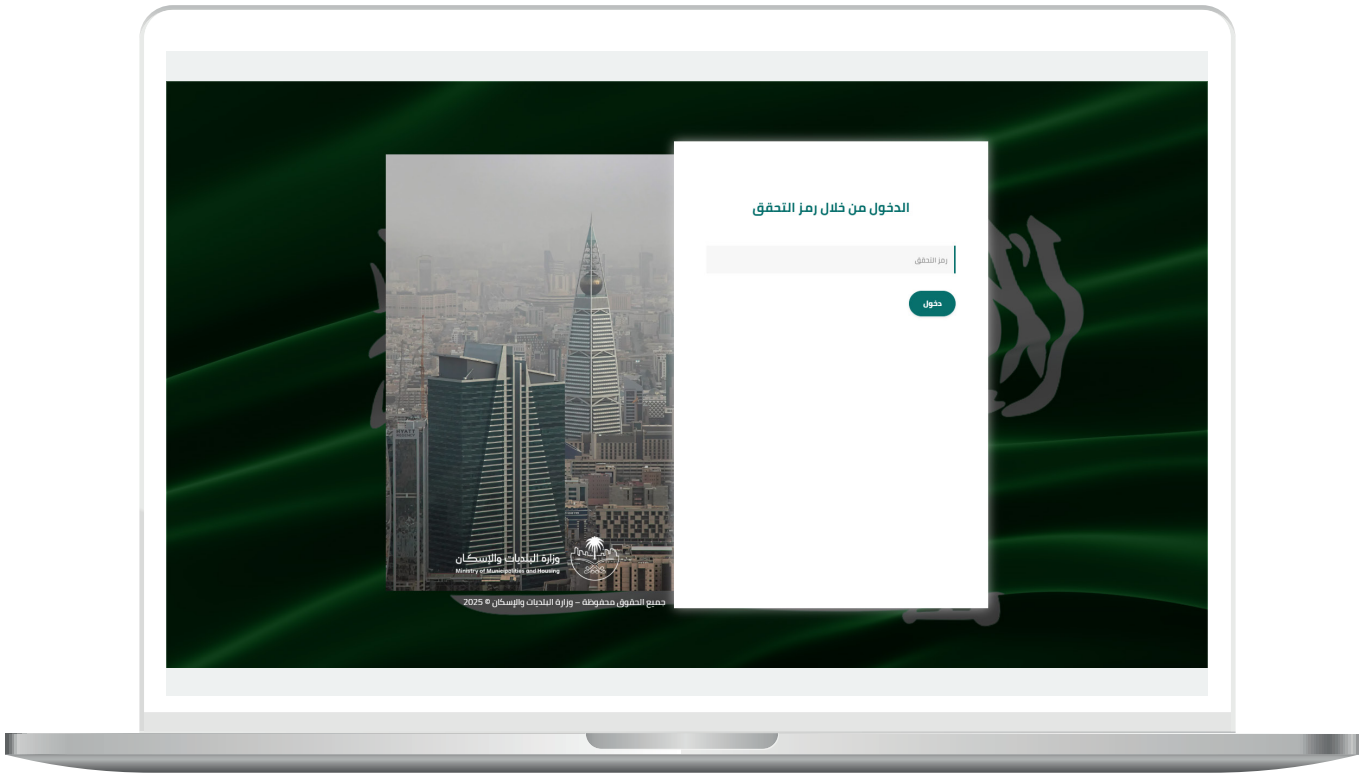 الدخول من خلال رمز التحقق
رمز التحقق
دخول
وزارة البلديات والإسكان
Ministry of Municipalities and Housing
جميع الحقوق محفوظة – وزارة البلديات والإسكان © 2025